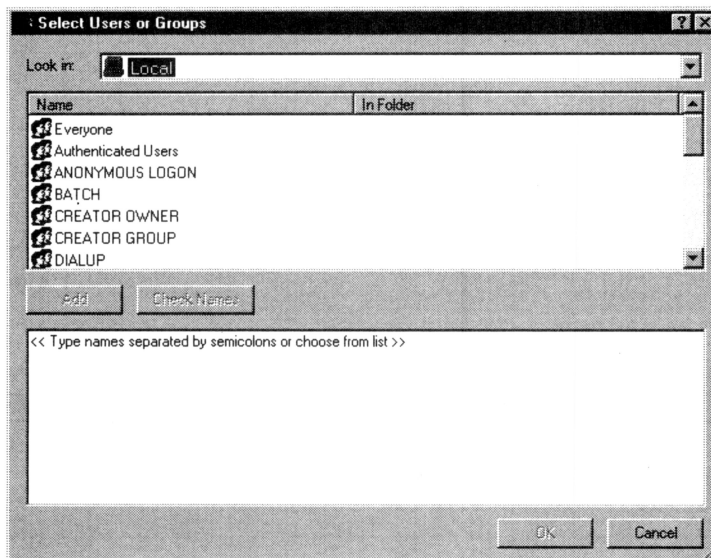 Select Users or Groups
Look in: Local
Name In Folder
Everyone
Authenticated Users
ANONYMOUS LOGON
BATCH
CREATOR OWNER
CREATOR GROUP
DIALUP
Add Check Names
<< Type names separated by semicolons or choose from list >>
OK Cancel